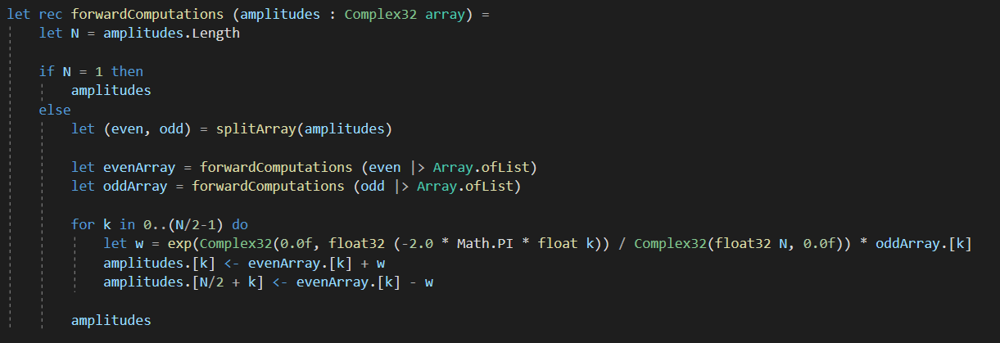 let rec forwardComputations (amplitudes : Complex32 array) =
    let N = amplitudes.Length

    if N = 1 then
        amplitudes
    else
        let (even, odd) = splitArray(amplitudes)

        let evenArray = forwardComputations (even |> Array.ofList)
        let oddArray = forwardComputations (odd |> Array.ofList)

        for k in 0..(N/2-1) do
            let w = exp(Complex32(0.0f, float32 (-2.0 * Math.PI * float k)) / Complex32(float32 N, 0.0f)) * oddArray.[k]
            amplitudes.[k] <- evenArray.[k] + w
            amplitudes.[N/2 + k] <- evenArray.[k] - w

        amplitudes